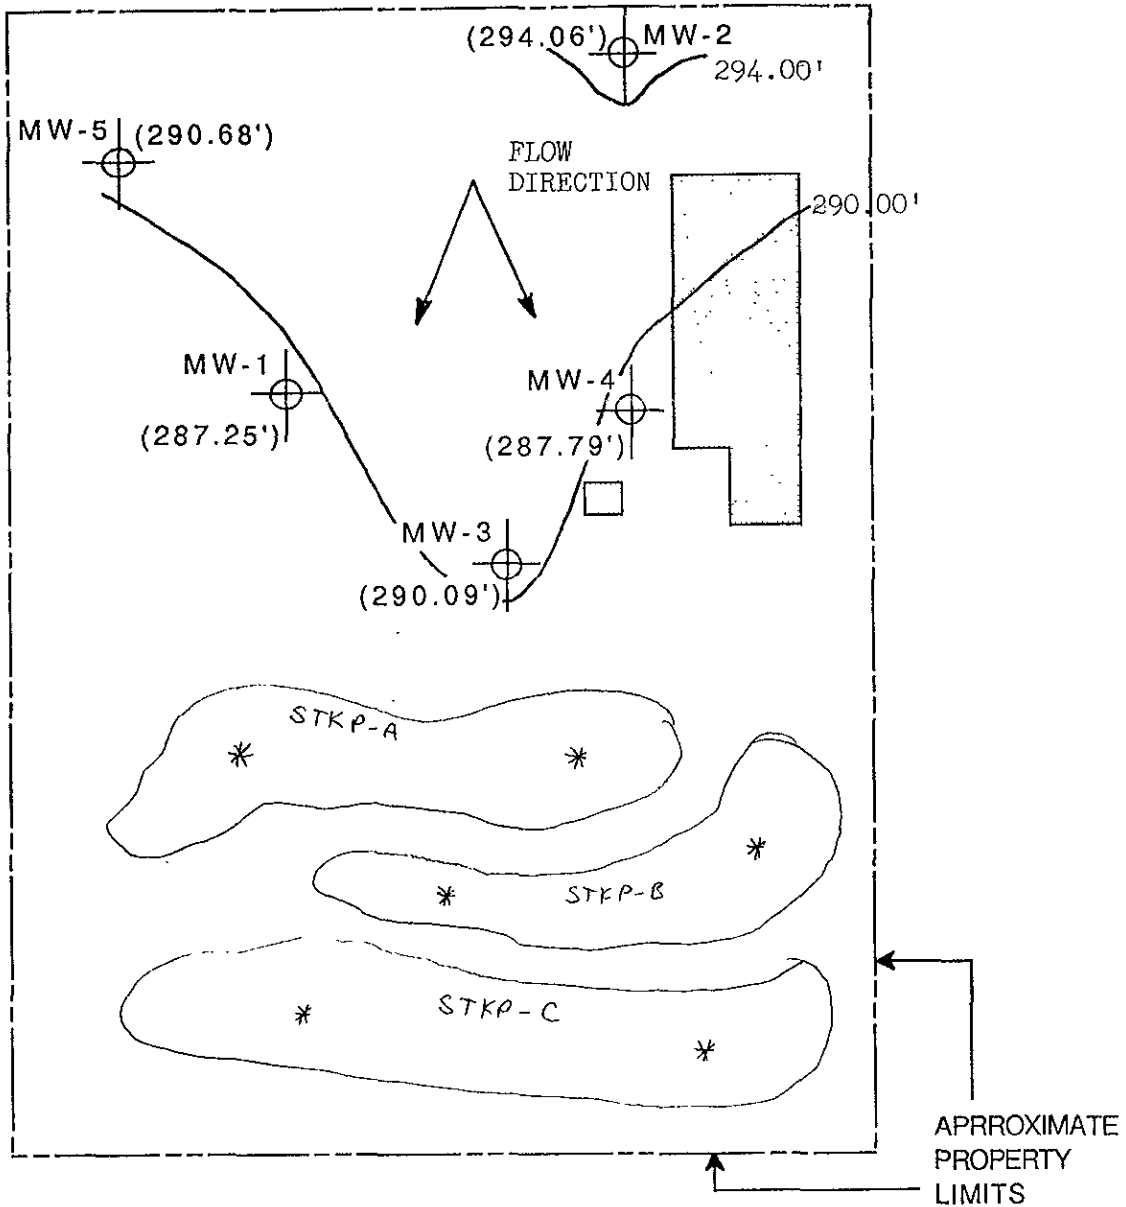 (294.06') MW-2
294.00'
MW-5 (290.68')
FLOW
DIRECTION
290.00'
MW-1
MW-4
(287.25')
(287.79')
MW-3
(290.09')
STKP-A
STKP-B
STKP-C
APRROXIMATE
PROPERTY
LIMITS